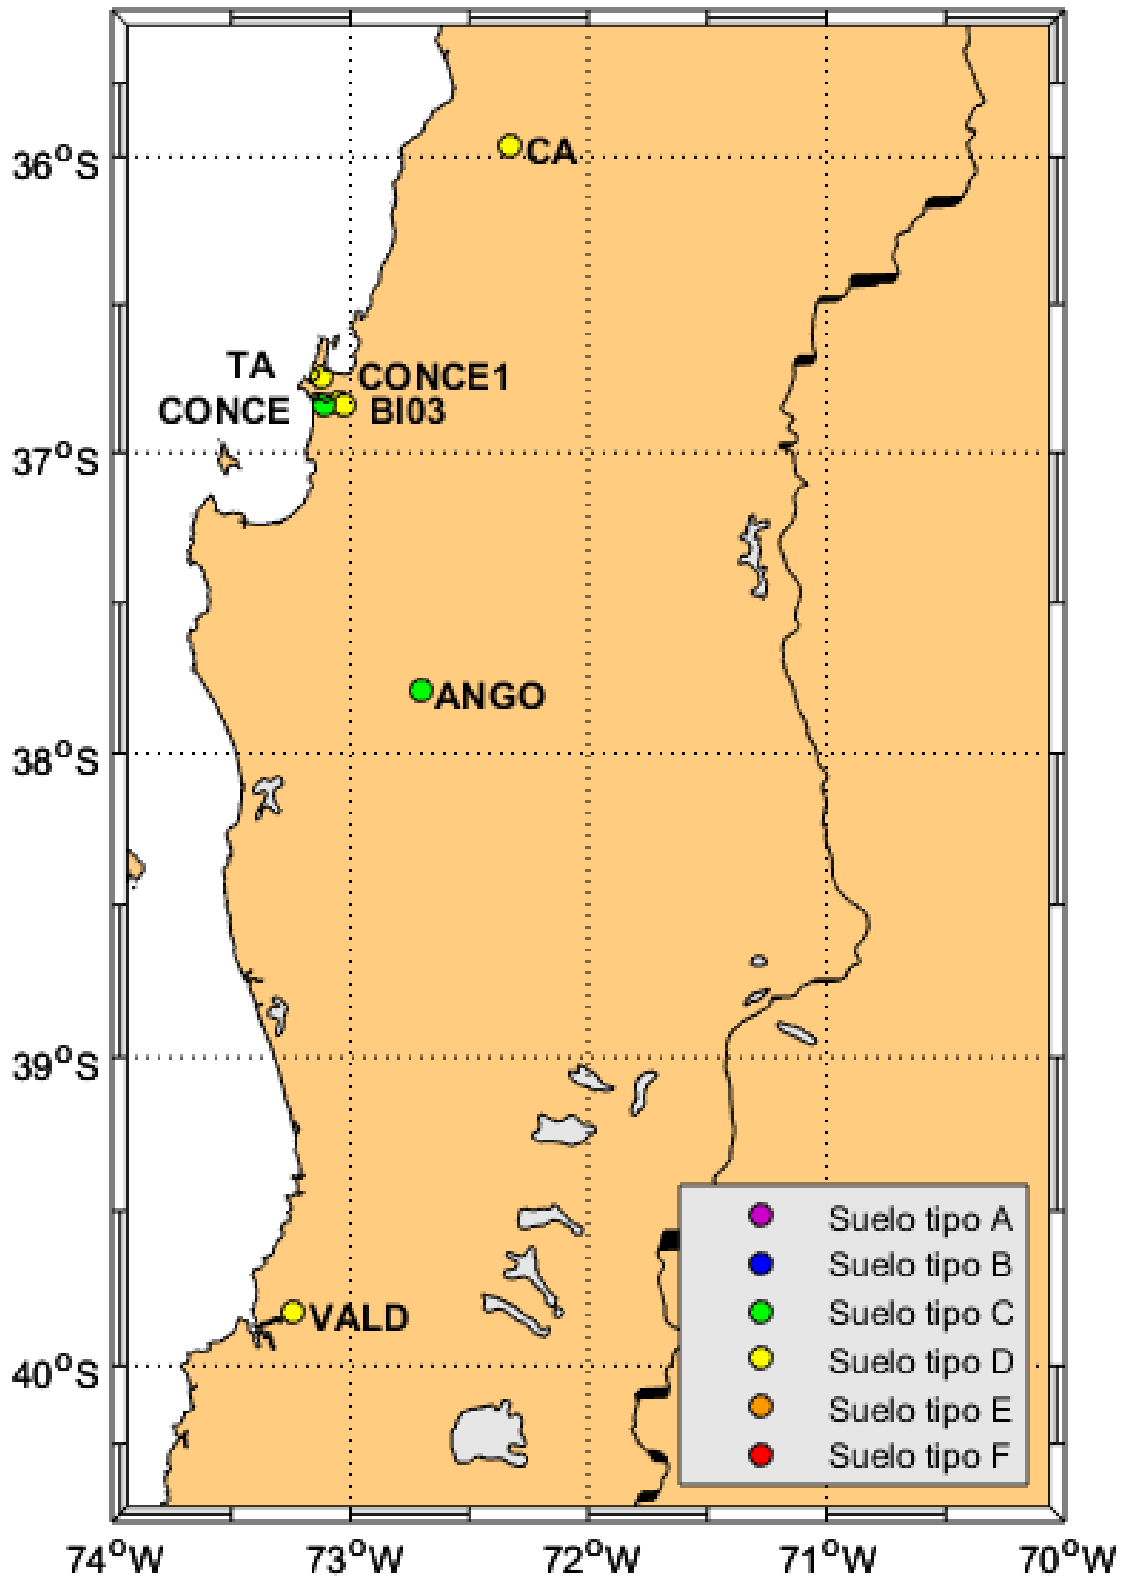 36°S
CA
TA
CONCE1
CONCE
BI03
37°S
ANGO
38°S
39°S
VALD
40°S
Suelo tipo A
Suelo tipo B
Suelo tipo C
Suelo tipo D
Suelo tipo E
Suelo tipo F
74°W
73°W
72°W
71°W
70°W